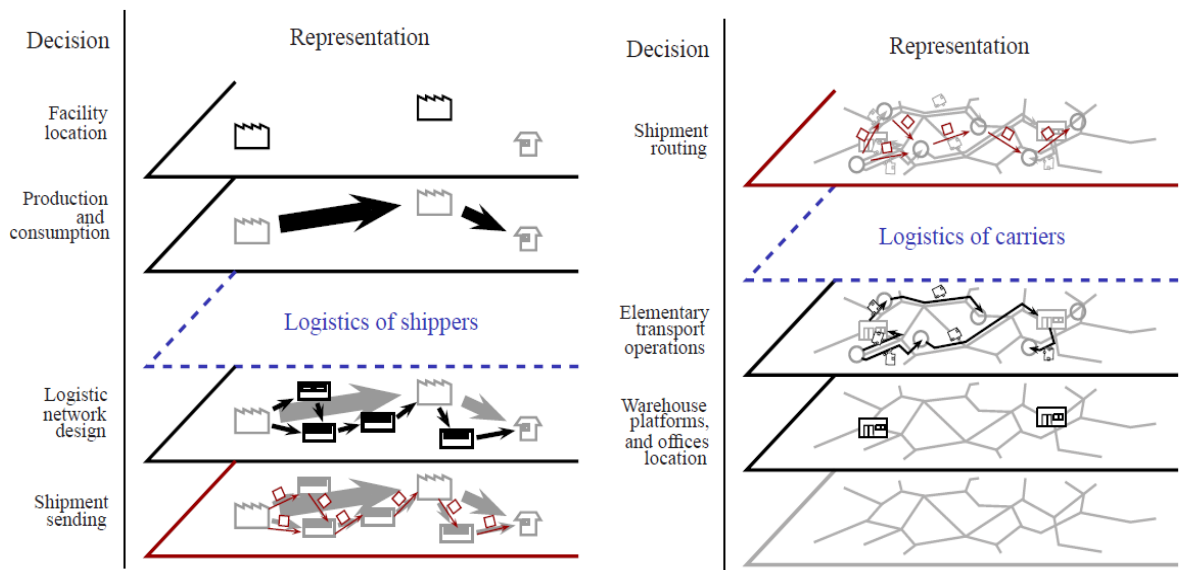 Decision
Representation
Facility
location
Production
and
consumption
Logistics of shippers
Logistic
network
design
Shipment
sending
Decision
Representation
Shipment
routing
Logistics of carriers
Elementary
transport
operations
Warehouse
platforms,
and offices
location